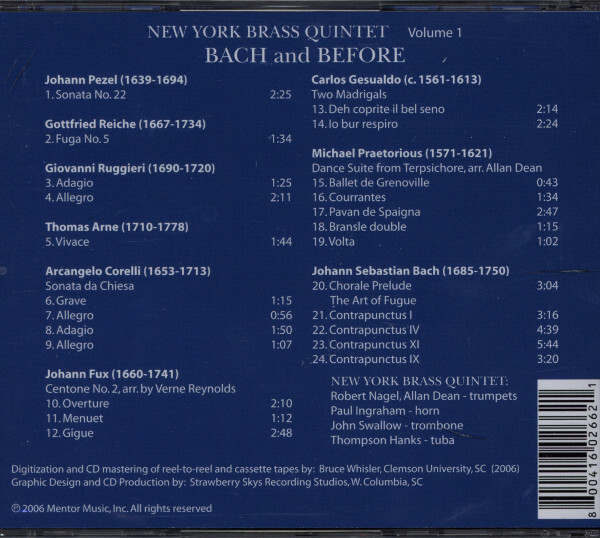 NEW YORK BRASS QUINTET Volume 1
BACH and BEFORE
Johann Pezel (1639-1694)
1. Sonata No. 22 2:25
Gottfried Reiche (1667-1734)
2. Fuga No. 5 1:34
Giovanni Ruggieri (1690-1720)
3. Adagio 1:25
4. Allegro 2:11
Thomas Arne (1710-1778)
5. Vivace 1:44
Arcangelo Corelli (1653-1713)
Sonata da Chiesa
6. Grave 1:15
7. Allegro 0:56
8. Adagio 1:50
9. Allegro 1:07
Johann Fux (1660-1741)
Centone No. 2, arr. by Verne Reynolds
10. Overture 2:10
11. Menuet 1:12
12. Gigue 2:48
Carlos Gesualdo (c. 1561-1613)
Two Madrigals
13. Deh coprite il bel seno 2:14
14. Io bur respiro 2:24
Michael Praetorious (1571-1621)
Dance Suite from Terpsichore, arr. Allan Dean
15. Ballet de Grenoville 0:43
16. Courrantes 1:34
17. Pavan de Spaigna 2:47
18. Bransle double 1:15
19. Volta 1:02
Johann Sebastian Bach (1685-1750)
20. Chorale Prelude 3:04
The Art of Fugue
21. Contrapunctus I 3:16
22. Contrapunctus IV 4:39
23. Contrapunctus XI 5:44
24. Contrapunctus IX 3:20
NEW YORK BRASS QUINTET:
Robert Nagel, Allan Dean - trumpets
Paul Ingraham - horn
John Swallow - trombone
Thompson Hanks - tuba
Digitization and CD mastering of reel-to-reel and cassette tapes by: Bruce Whisler, Clemson University, SC (2006)
Graphic Design and CD Production by: Strawberry Skys Recording Studios, W. Columbia, SC
℗2006 Mentor Music, Inc. All rights reserved
8 00416 02662 1